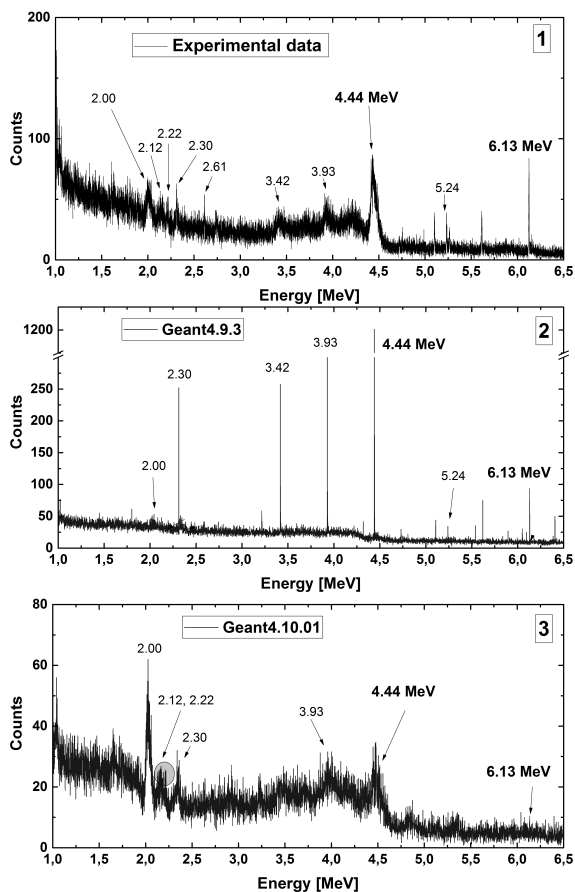 200
Experimental data
1
2.00
2.12
2.22
2.30
2.61
3.42
3.93
4.44 MeV
5.24
6.13 MeV
100
0
Counts
1,0 1,5 2,0 2,5 3,0 3,5 4,0 4,5 5,0 5,5 6,0 6,5
Energy [MeV]
1200
Geant4.9.3
2
2.00
2.30
3.42
3.93
4.44 MeV
5.24
6.13 MeV
250
200
150
100
50
0
Counts
1,0 1,5 2,0 2,5 3,0 3,5 4,0 4,5 5,0 5,5 6,0 6,5
Energy [MeV]
80
Geant4.10.01
3
2.00
2.12, 2.22
2.30
3.93
4.44 MeV
6.13 MeV
60
40
20
0
Counts
1,0 1,5 2,0 2,5 3,0 3,5 4,0 4,5 5,0 5,5 6,0 6,5
Energy [MeV]